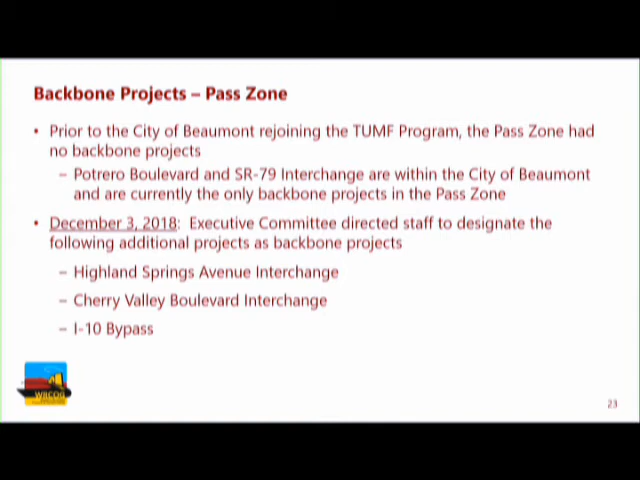 Backbone Projects – Pass Zone
• Prior to the City of Beaumont rejoining the TUMF Program, the Pass Zone had
no backbone projects
– Potrero Boulevard and SR-79 Interchange are within the City of Beaumont
and are currently the only backbone projects in the Pass Zone
• December 3, 2018: Executive Committee directed staff to designate the
following additional projects as backbone projects
– Highland Springs Avenue Interchange
– Cherry Valley Boulevard Interchange
– I-10 Bypass
WRCOG
23